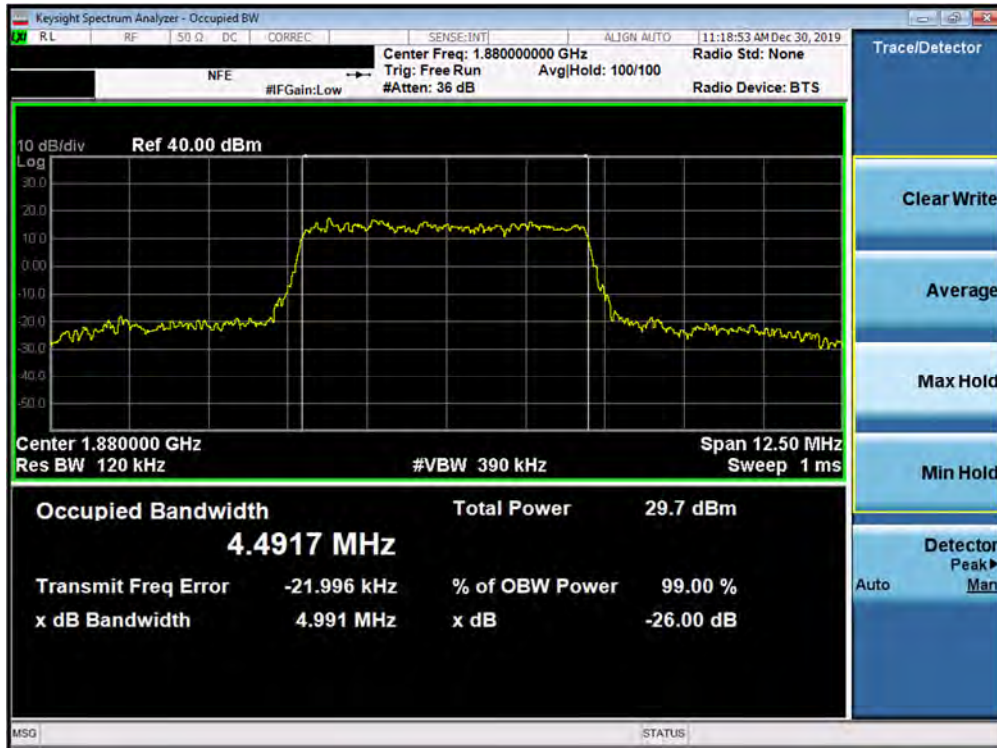 Keysight Spectrum Analyzer - Occupied BW
LXI RL RF 50 Ω DC CORREC SENSE:INT ALIGN AUTO 11:18:53 AM Dec 30, 2019
Center Freq: 1.880000000 GHz Radio Std: None
NFE Trig: Free Run Avg|Hold: 100/100
#IFGain:Low #Atten: 36 dB Radio Device: BTS
Trace/Detector
10 dB/div Ref 40.00 dBm
Log
30.0
20.0
10.0
0.00
-10.0
-20.0
-30.0
-40.0
-50.0
Center 1.880000 GHz Span 12.50 MHz
Res BW 120 kHz #VBW 390 kHz Sweep 1 ms
Occupied Bandwidth Total Power 29.7 dBm
4.4917 MHz
Transmit Freq Error -21.996 kHz % of OBW Power 99.00 %
x dB Bandwidth 4.991 MHz x dB -26.00 dB
Clear Write
Average
Max Hold
Min Hold
Detector
Peak▶
Auto Man
MSG STATUS